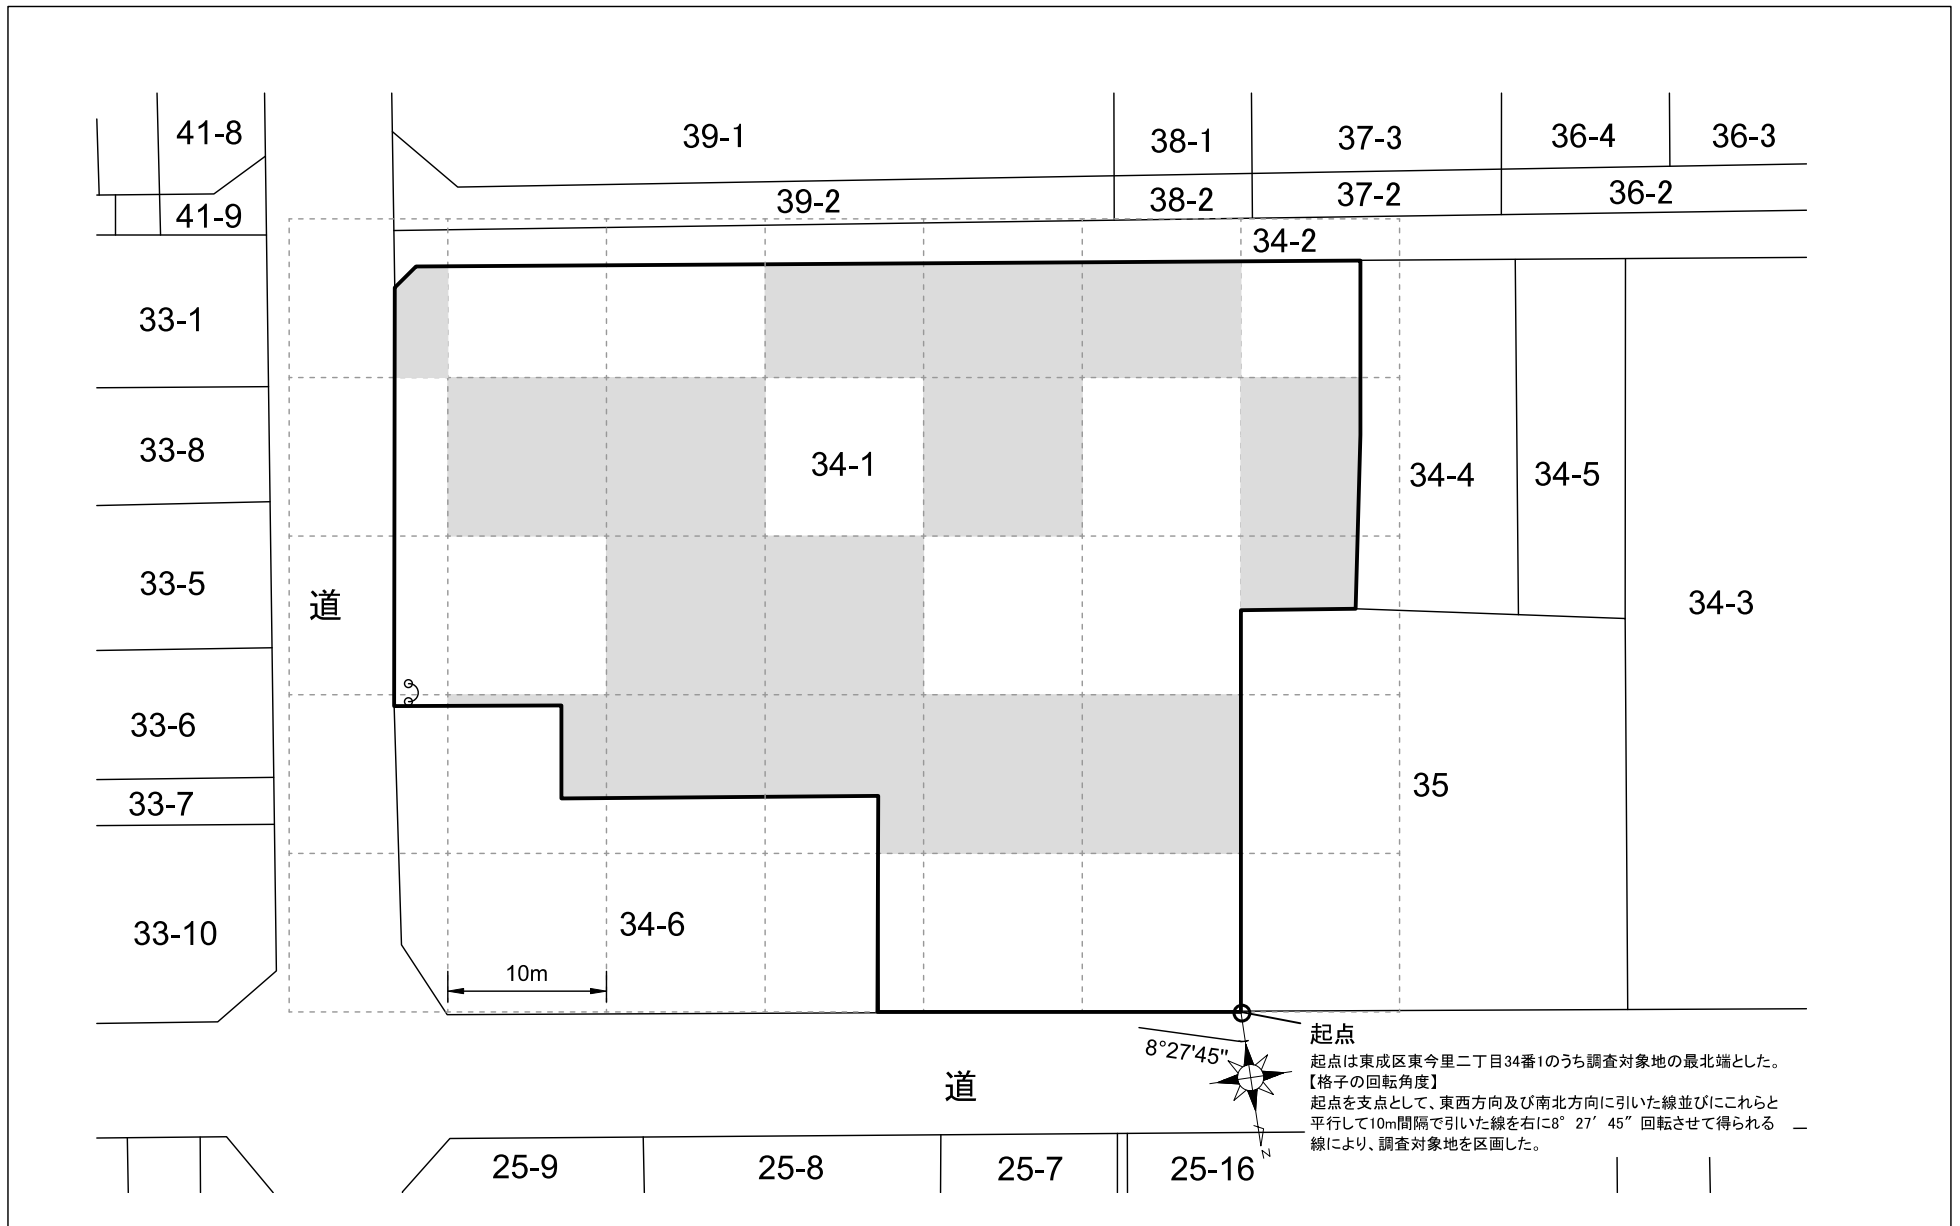 41-8
39-1
38-1
37-3
36-4
36-3
41-9
39-2
38-2
37-2
36-2
34-2
33-1
33-8
34-1
34-4
34-5
33-5
道
34-3
33-6
33-7
35
33-10
34-6
10m
起点
8°27'45"
起点は東成区東今里二丁目34番1のうち調査対象地の最北端とした。
【格子の回転角度】
起点を支点として、東西方向及び南北方向に引いた線並びにこれらと
平行して10m間隔で引いた線を右に8° 27′ 45″ 回転させて得られる
線により、調査対象地を区画した。
道
N
25-9
25-8
25-7
25-16